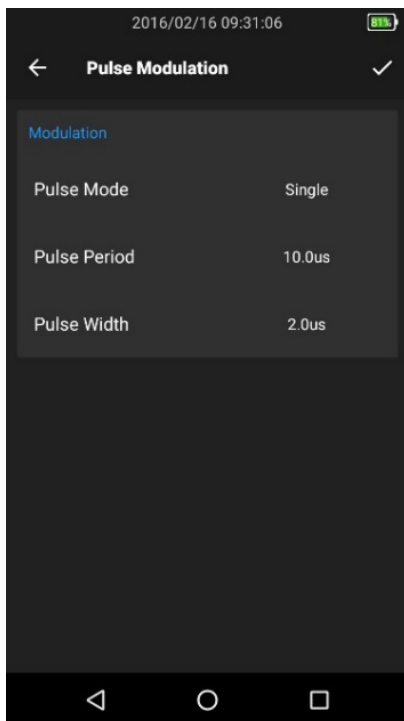 2016/02/16 09:31:06 81%
Pulse Modulation
Modulation
Pulse Mode Single
Pulse Period 10.0us
Pulse Width 2.0us